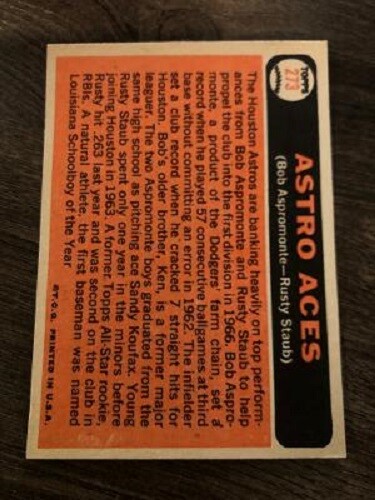 TOPPS
273
ASTRO ACES
(Bob Aspromonte—Rusty Staub)
The Houston Astros are banking heavily on top perform-
ances from Bob Aspromonte and Rusty Staub to help
propel the club into the first division in 1966. Bob Aspro-
monte, a product of the Dodgers' farm chain, set a
record when he played 57 consecutive ballgames at third
base without committing an error in 1962. The infielder
set a club record when he cracked 7 straight hits for
Houston. Bob's older brother, Ken, is a former major
leaguer. The two Aspromonte boys graduated from the
same high school as pitching ace Sandy Koufax. Young
Rusty Staub spent only one year in the minors before
joining Houston in 1963. A former Topps All-Star rookie,
Rusty hit .263 last year and was second on the club in
RBIs. A natural athlete, the first baseman was named
Louisiana Schoolboy of the Year
©T.C.G. PRINTED IN U.S.A.